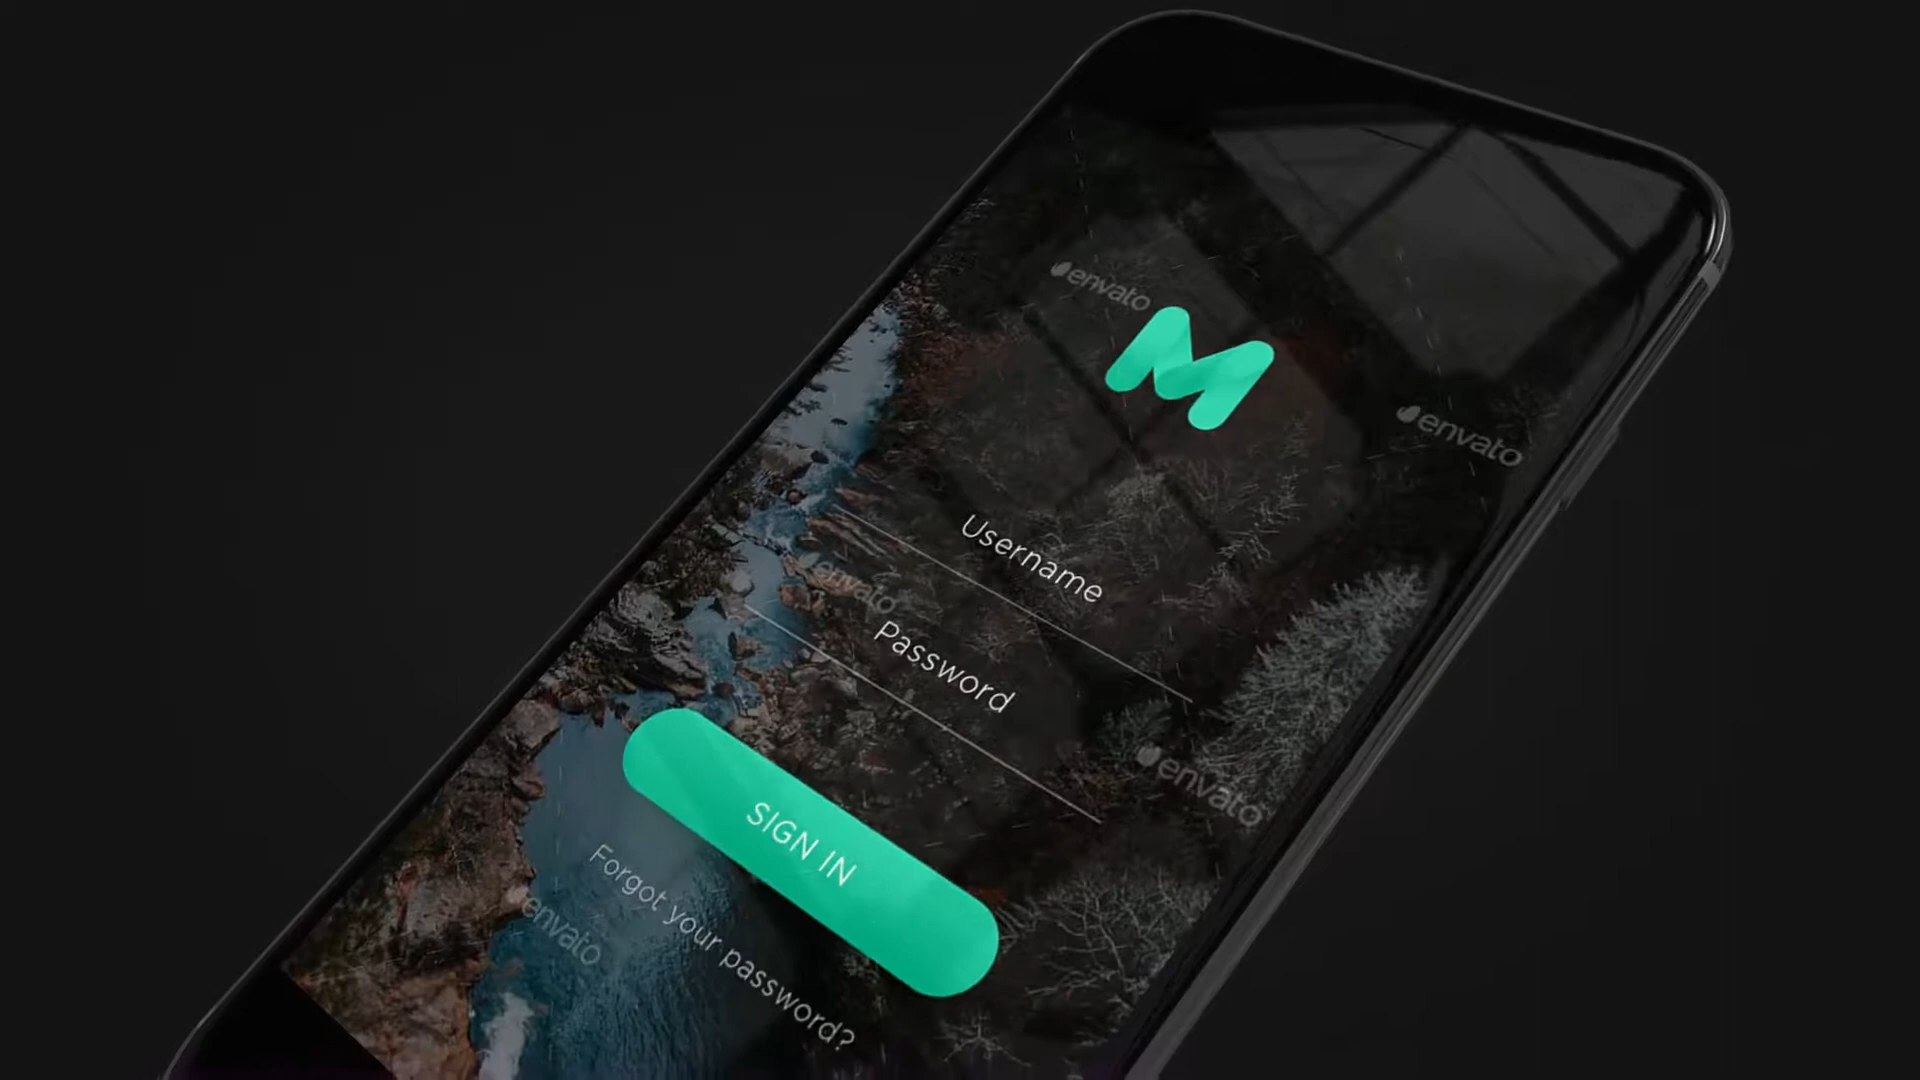 envato
M
envato
Username
envato
Password
envato
SIGN IN
Forgot your password?
envato